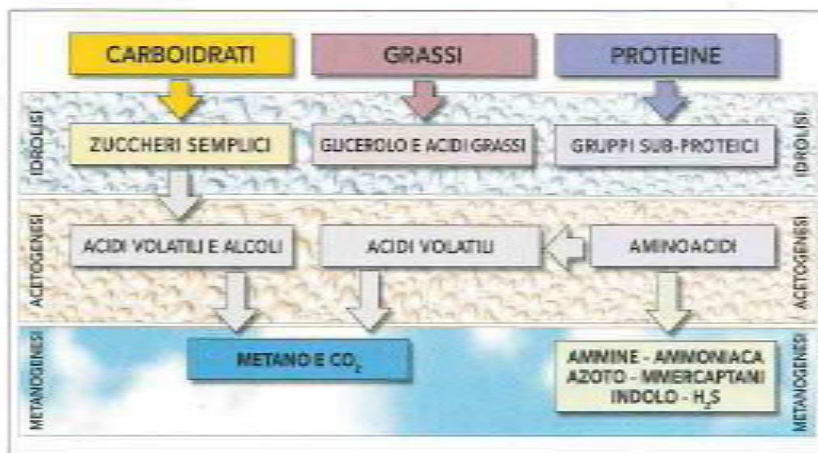 CARBOIDRATI
GRASSI
PROTEINE
IDROLISI
ZUCCHERI SEMPLICI
GLICEROLO E ACIDI GRASSI
GRUPPI SUB-PROTEICI
IDROLISI
ACETOGENESI
ACIDI VOLATILI E ALCOLI
ACIDI VOLATILI
AMINOACIDI
ACETOGENESI
METANOGENESI
METANO E CO₂
AMMINE - AMMONIACA
AZOTO - MMERCAPTANI
INDOLO - H₂S
METANOGENESI